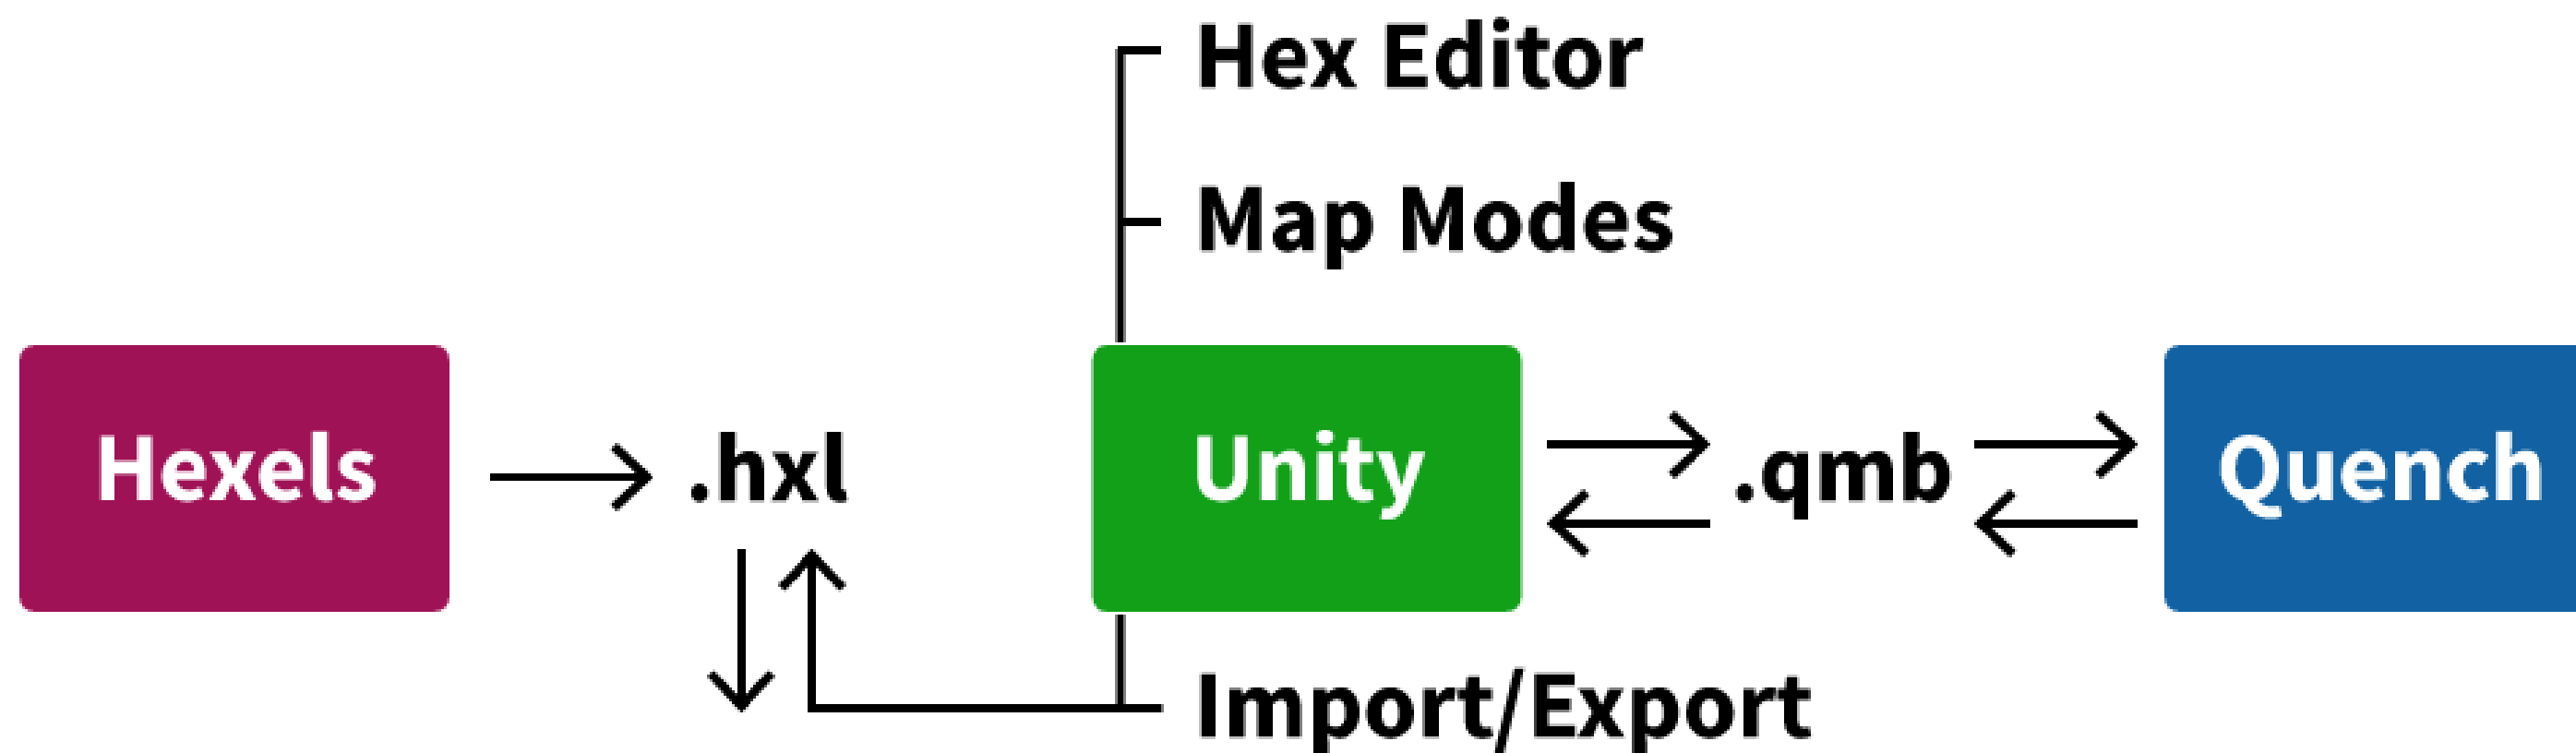 Hex Editor
Map Modes
Hexels
.hxl
Unity
.qmb
Quench
Import/Export